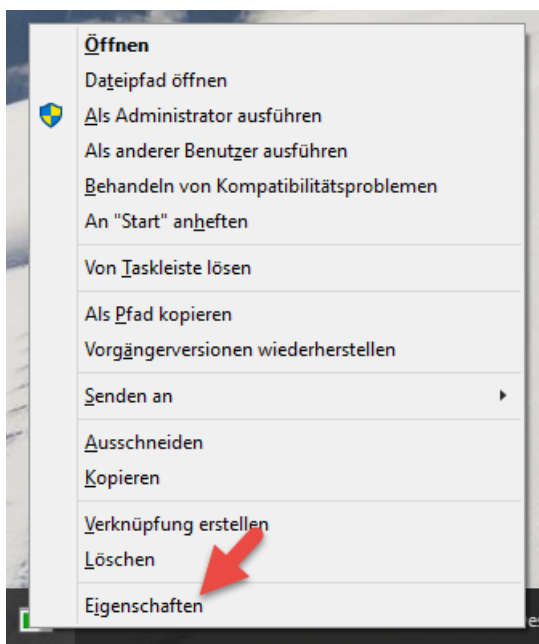 Öffnen
Dateipfad öffnen
Als Administrator ausführen
Als anderer Benutzer ausführen
Behandeln von Kompatibilitätsproblemen
An "Start" anheften
Von Taskleiste lösen
Als Pfad kopieren
Vorgängerversionen wiederherstellen
Senden an
Ausschneiden
Kopieren
Verknüpfung erstellen
Löschen
Eigenschaften